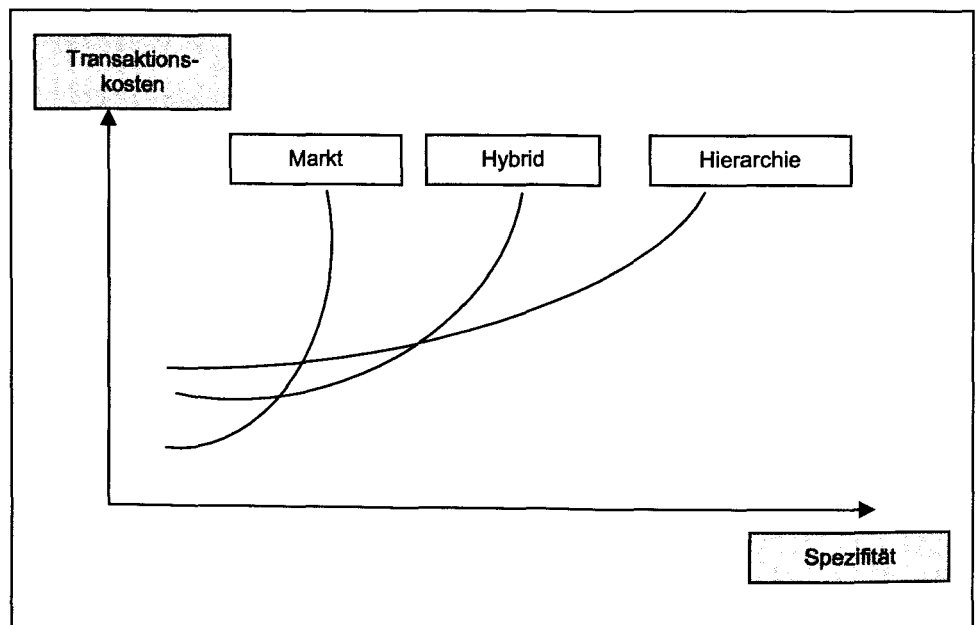 Transaktions-
kosten
Markt
Hybrid
Hierarchie
Spezifität